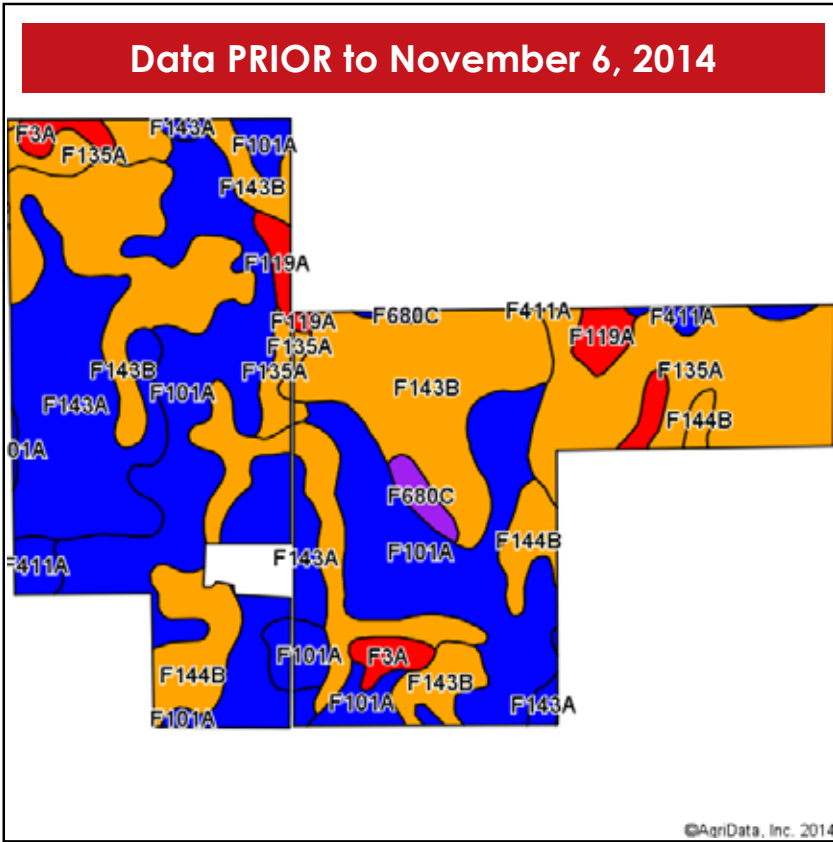 Data PRIOR to November 6, 2014
F143A
F3A
F101A
F135A
F143B
F119A
F680C
F411A
F411A
F119A
F119A
F135A
F143B
F135A
F135A
F143B
F101A
F143A
F144B
01A
F680C
F144B
F143A
F101A
F411A
F101A
F3A
F144B
F143B
F101A
F143A
F101A
©AgriData, Inc. 2014